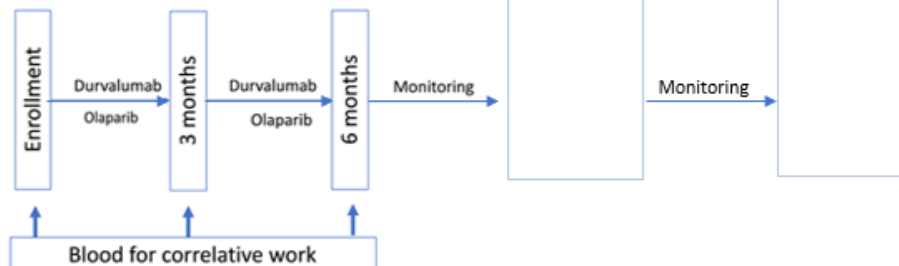 Enrollment
Durvalumab
Olaparib
3 months
Durvalumab
Olaparib
6 months
Monitoring
Monitoring
Blood for correlative work